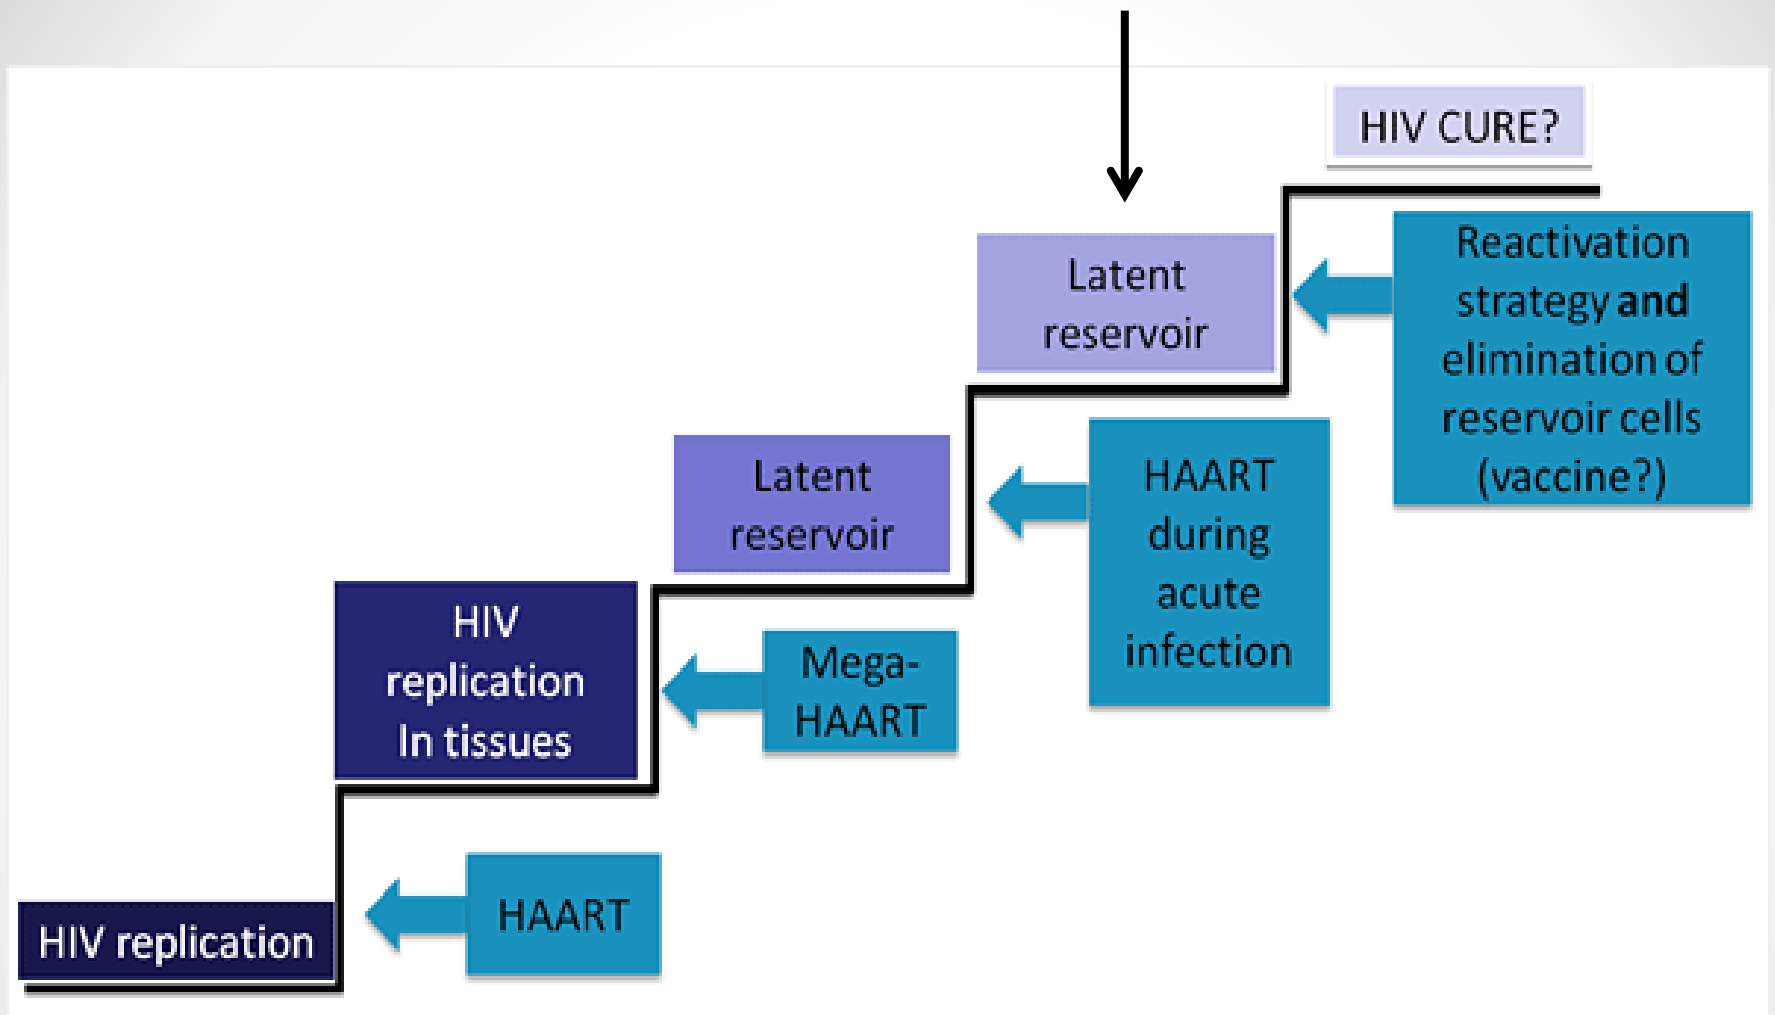 HIV CURE?
Reactivation
strategy and
elimination of
reservoir cells
(vaccine?)
Latent
reservoir
HAART
during
acute
infection
Latent
reservoir
Mega-
HAART
HIV
replication
In tissues
HAART
HIV replication